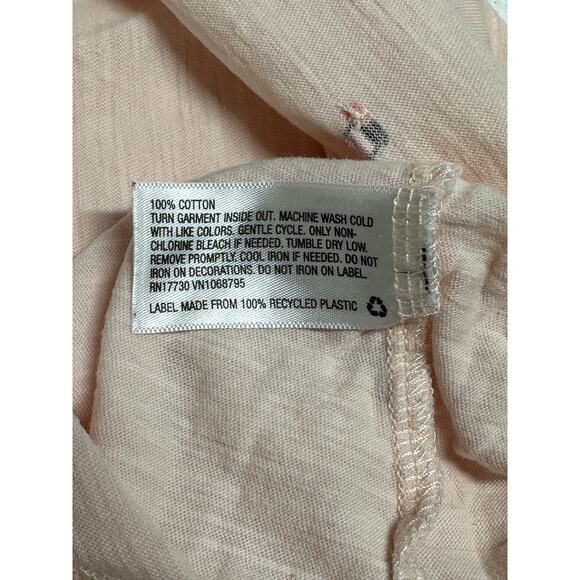 100% COTTON
TURN GARMENT INSIDE OUT. MACHINE WASH COLD
WITH LIKE COLORS. GENTLE CYCLE. ONLY NON-
CHLORINE BLEACH IF NEEDED. TUMBLE DRY LOW.
REMOVE PROMPTLY. COOL IRON IF NEEDED. DO NOT
IRON ON DECORATIONS. DO NOT IRON ON LABEL.
RN17730 VN1068795
LABEL MADE FROM 100% RECYCLED PLASTIC